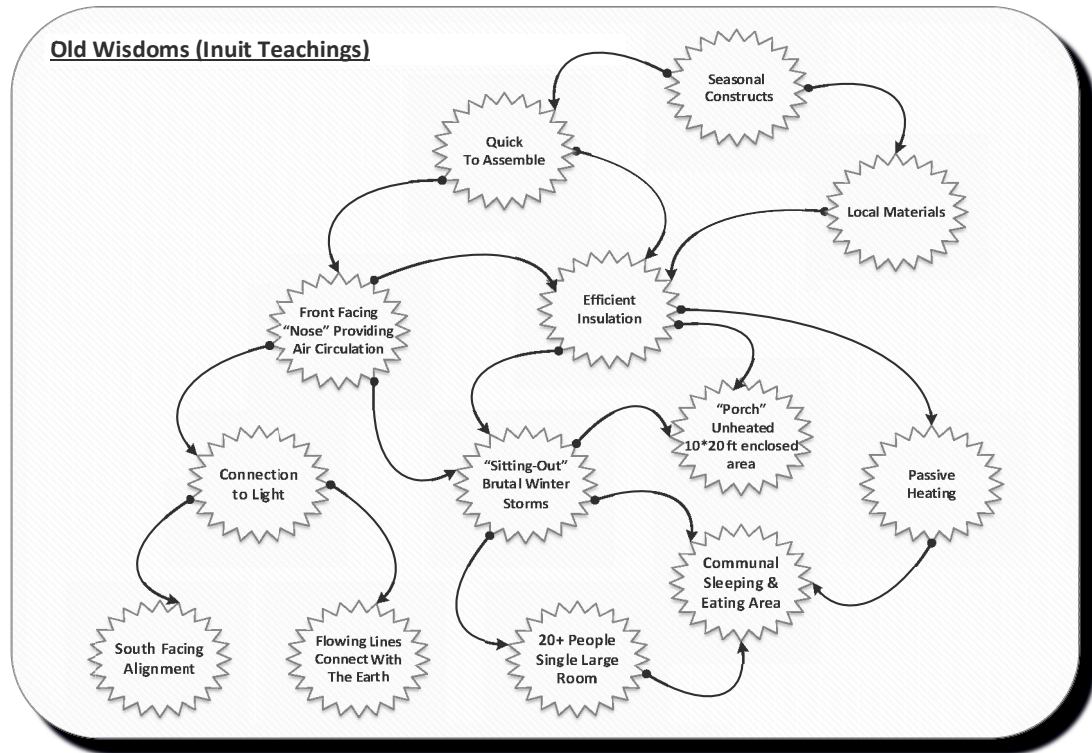 Old Wisdoms (Inuit Teachings)
Seasonal
Constructs
Quick
To Assemble
Local Materials
Efficient
Insulation
Front Facing
“Nose” Providing
Air Circulation
“Porch”
Unheated
10*20ft enclosed
area
Connection
to Light
“Sitting-Out”
Brutal Winter
Storms
Passive
Heating
Communal
Sleeping &
Eating Area
South Facing
Alignment
Flowing Lines
Connect With
The Earth
20+ People
Single Large
Room